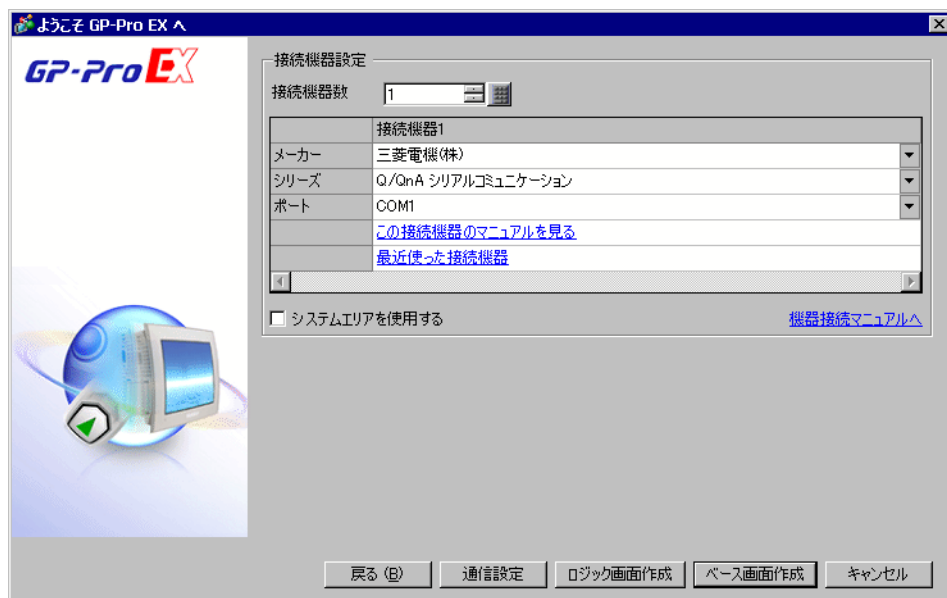 ようこそ GP-Pro EX へ
GP-Pro EX
接続機器設定
接続機器数 1
接続機器1
メーカー 三菱電機(株)
シリーズ Q/QnA シリアルコミュニケーション
ポート COM1
この接続機器のマニュアルを見る
最近使った接続機器
システムエリアを使用する 機器接続マニュアルへ
戻る (B) 通信設定 ロジック画面作成 ベース画面作成 キャンセル